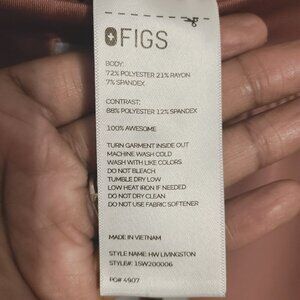 FIGS
BODY:
72% POLYESTER 21% RAYON
7% SPANDEX
CONTRAST:
88% POLYESTER 12% SPANDEX
100% AWESOME
TURN GARMENT INSIDE OUT
MACHINE WASH COLD
WASH WITH LIKE COLORS
DO NOT BLEACH
TUMBLE DRY LOW
LOW HEAT IRON IF NEEDED
DO NOT DRY CLEAN
DO NOT USE FABRIC SOFTENER
MADE IN VIETNAM
STYLE NAME: HW LIVINGSTON
STYLE#: 1SW200006
PO# 4907